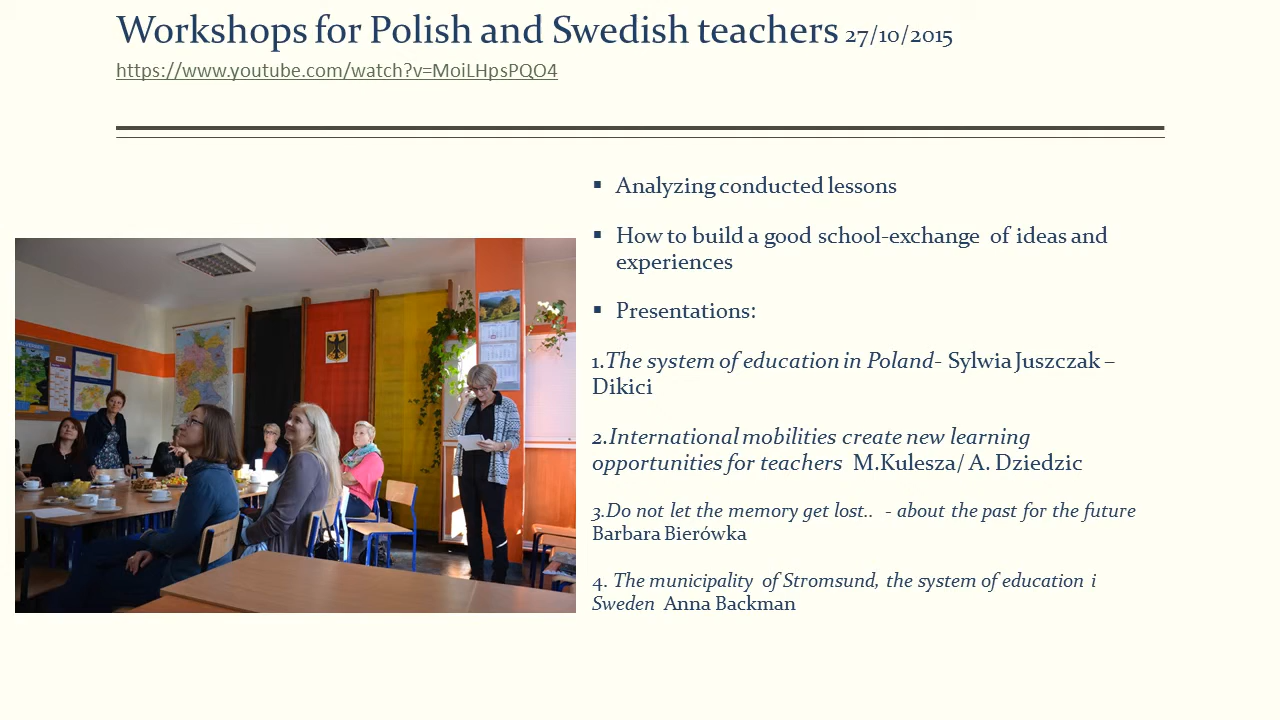 Workshops for Polish and Swedish teachers 27/10/2015
https://www.youtube.com/watch?v=MoiLHpsPQO4
▪ Analyzing conducted lessons
▪ How to build a good school-exchange of ideas and
experiences
▪ Presentations:
1.The system of education in Poland- Sylwia Juszczak –
Dikici
2.International mobilities create new learning
opportunities for teachers M.Kulesza/ A. Dziedzic
3.Do not let the memory get lost.. - about the past for the future
Barbara Bierówka
4. The municipality of Stromsund, the system of education i
Sweden Anna Backman